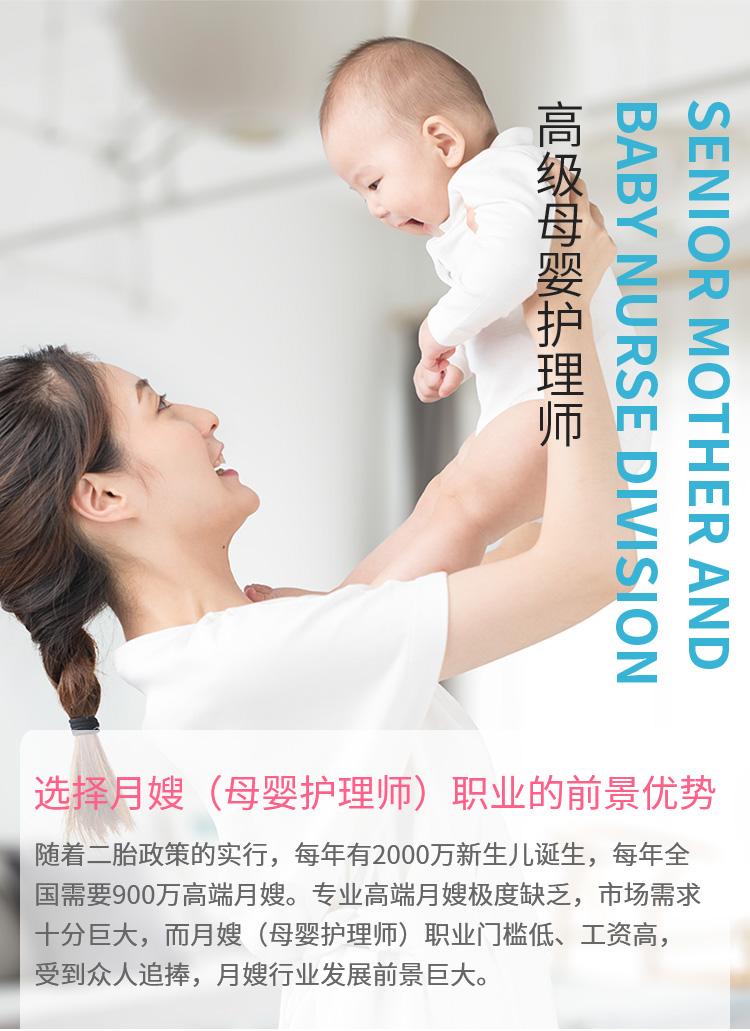 SENIOR MOTHER AND
BABY NURSE DIVISION
高级母婴护理师
选择月嫂（母婴护理师）职业的前景优势
随着二胎政策的实行，每年有2000万新生儿诞生，每年全
国需要900万高端月嫂。专业高端月嫂极度缺乏，市场需求
十分巨大，而月嫂（母婴护理师）职业门槛低、工资高，
受到众人追捧，月嫂行业发展前景巨大。